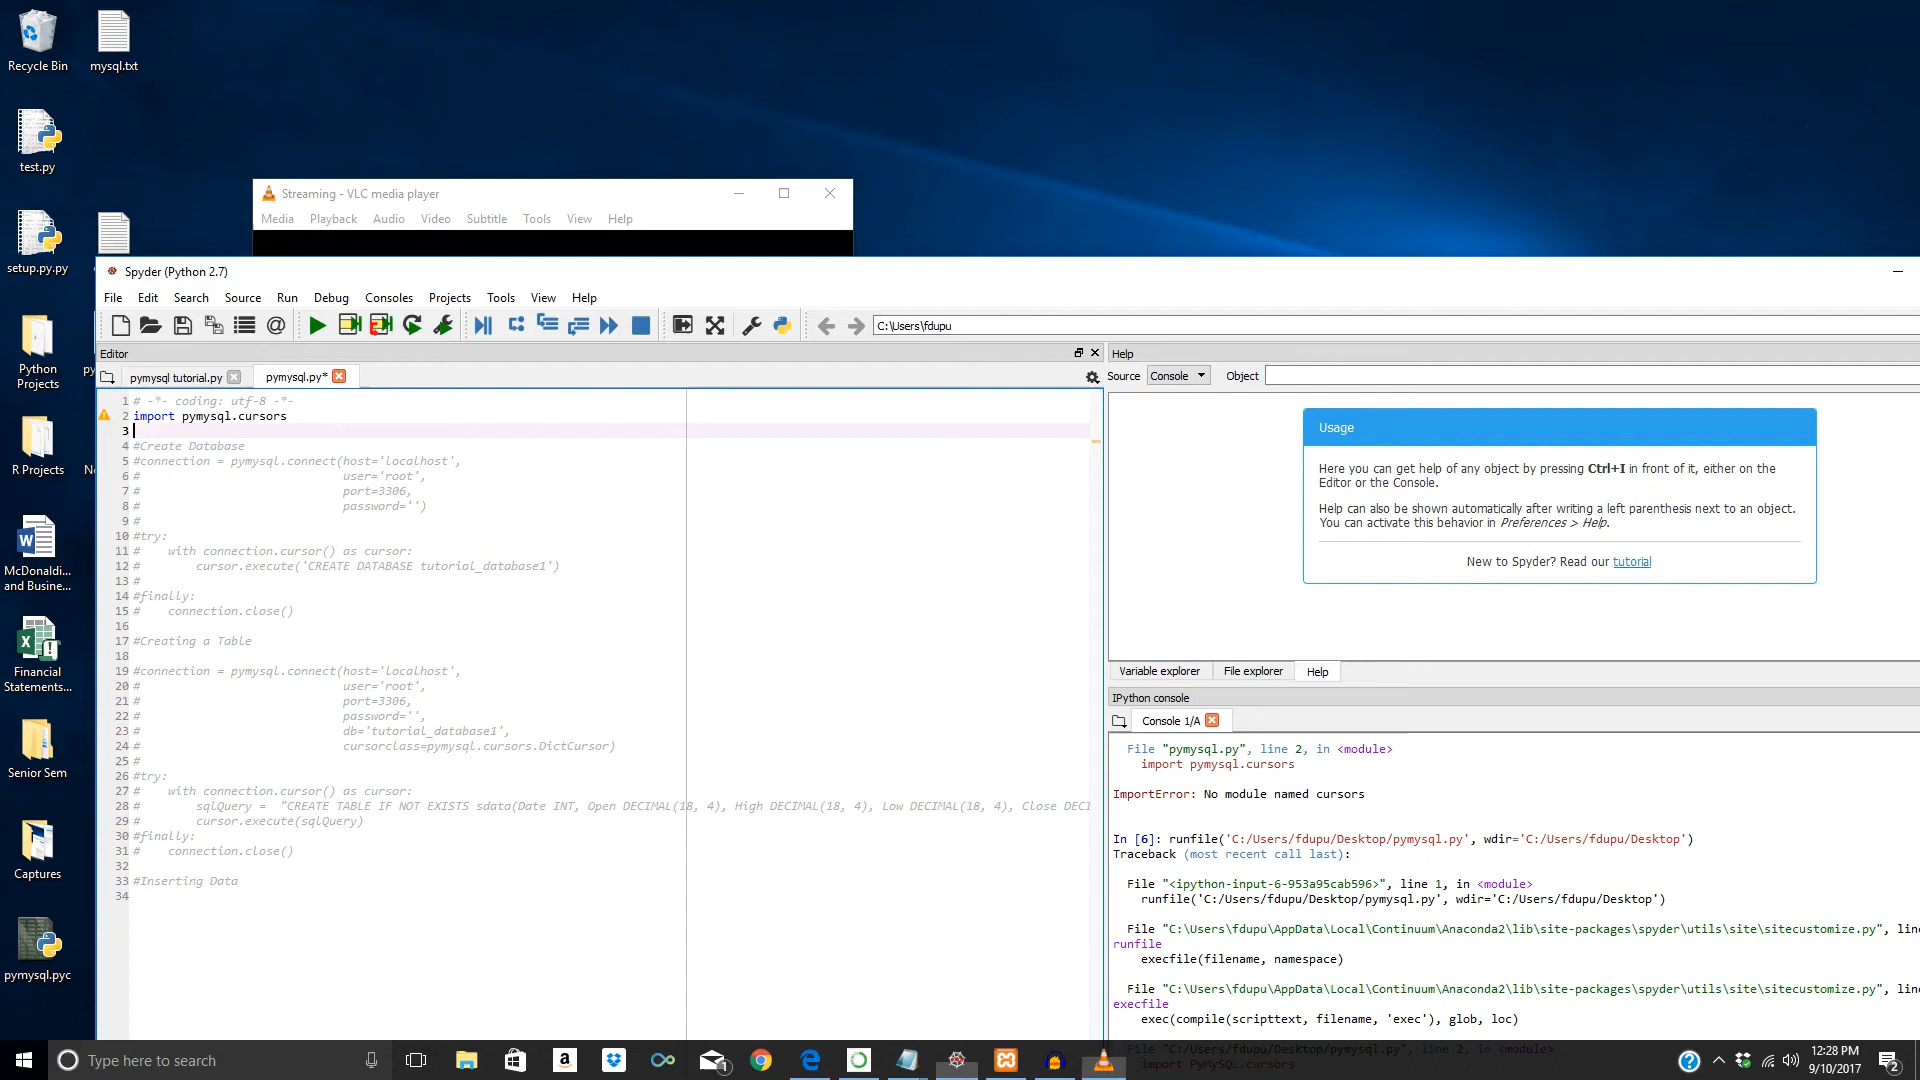 Recycle Bin
mysql.txt
test.py
setup.py.py
Python
Projects
py
R Projects
McDonaldi...
and Busine...
Financial
Statements...
Senior Sem
Captures
pymysql.pyc
Streaming - VLC media player
Media Playback Audio Video Subtitle Tools View Help
Spyder (Python 2.7)
File Edit Search Source Run Debug Consoles Projects Tools View Help
C:\Users\fdupu
Editor
pymysql tutorial.py
pymysql.py*
1 # -*- coding: utf-8 -*-
2 import pymysql.cursors
3
4 #Create Database
5 #connection = pymysql.connect(host='localhost',
6 # user='root',
7 # port=3306,
8 # password='')
9 #
10 #try:
11 # with connection.cursor() as cursor:
12 # cursor.execute('CREATE DATABASE tutorial_database1')
13 #
14 #finally:
15 # connection.close()
16
17 #Creating a Table
18
19 #connection = pymysql.connect(host='localhost',
20 # user='root',
21 # port=3306,
22 # password='',
23 # db='tutorial_database1',
24 # cursorclass=pymysql.cursors.DictCursor)
25 #
26 #try:
27 # with connection.cursor() as cursor:
28 # sqlQuery = "CREATE TABLE IF NOT EXISTS sdata(Date INT, Open DECIMAL(18, 4), High DECIMAL(18, 4), Low DECIMAL(18, 4), Close DECI
29 # cursor.execute(sqlQuery)
30 #finally:
31 # connection.close()
32
33 #Inserting Data
34
Help
Source Console Object
Usage
Here you can get help of any object by pressing Ctrl+I in front of it, either on the
Editor or the Console.
Help can also be shown automatically after writing a left parenthesis next to an object.
You can activate this behavior in Preferences > Help.
New to Spyder? Read our tutorial
Variable explorer File explorer Help
IPython console
Console 1/A
File "pymysql.py", line 2, in <module>
import pymysql.cursors
ImportError: No module named cursors
In [6]: runfile('C:/Users/fdupu/Desktop/pymysql.py', wdir='C:/Users/fdupu/Desktop')
Traceback (most recent call last):
File "<ipython-input-6-953a95cab596>", line 1, in <module>
runfile('C:/Users/fdupu/Desktop/pymysql.py', wdir='C:/Users/fdupu/Desktop')
File "C:\Users\fdupu\AppData\Local\Continuum\Anaconda2\lib\site-packages\spyder\utils\site\sitecustomize.py", line
runfile
execfile(filename, namespace)
File "C:\Users\fdupu\AppData\Local\Continuum\Anaconda2\lib\site-packages\spyder\utils\site\sitecustomize.py", line
execfile
exec(compile(scripttext, filename, 'exec'), glob, loc)
File "C:/Users/fdupu/Desktop/pymysql.py", line 2, in <module>
import PyMySQL.cursors
Type here to search
12:28 PM
9/10/2017